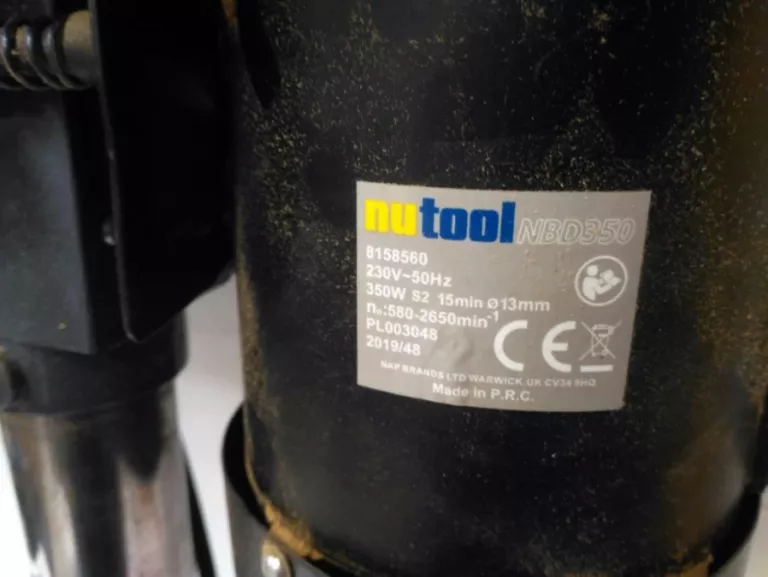 nutool NBD350
8158560
230V~50Hz
350W S2 15min Ø13mm
n₀:580-2650min⁻¹
PL003048
2019/48
CE
NAP BRANDS LTD WARWICK, UK CV34 9HQ
Made in P.R.C.